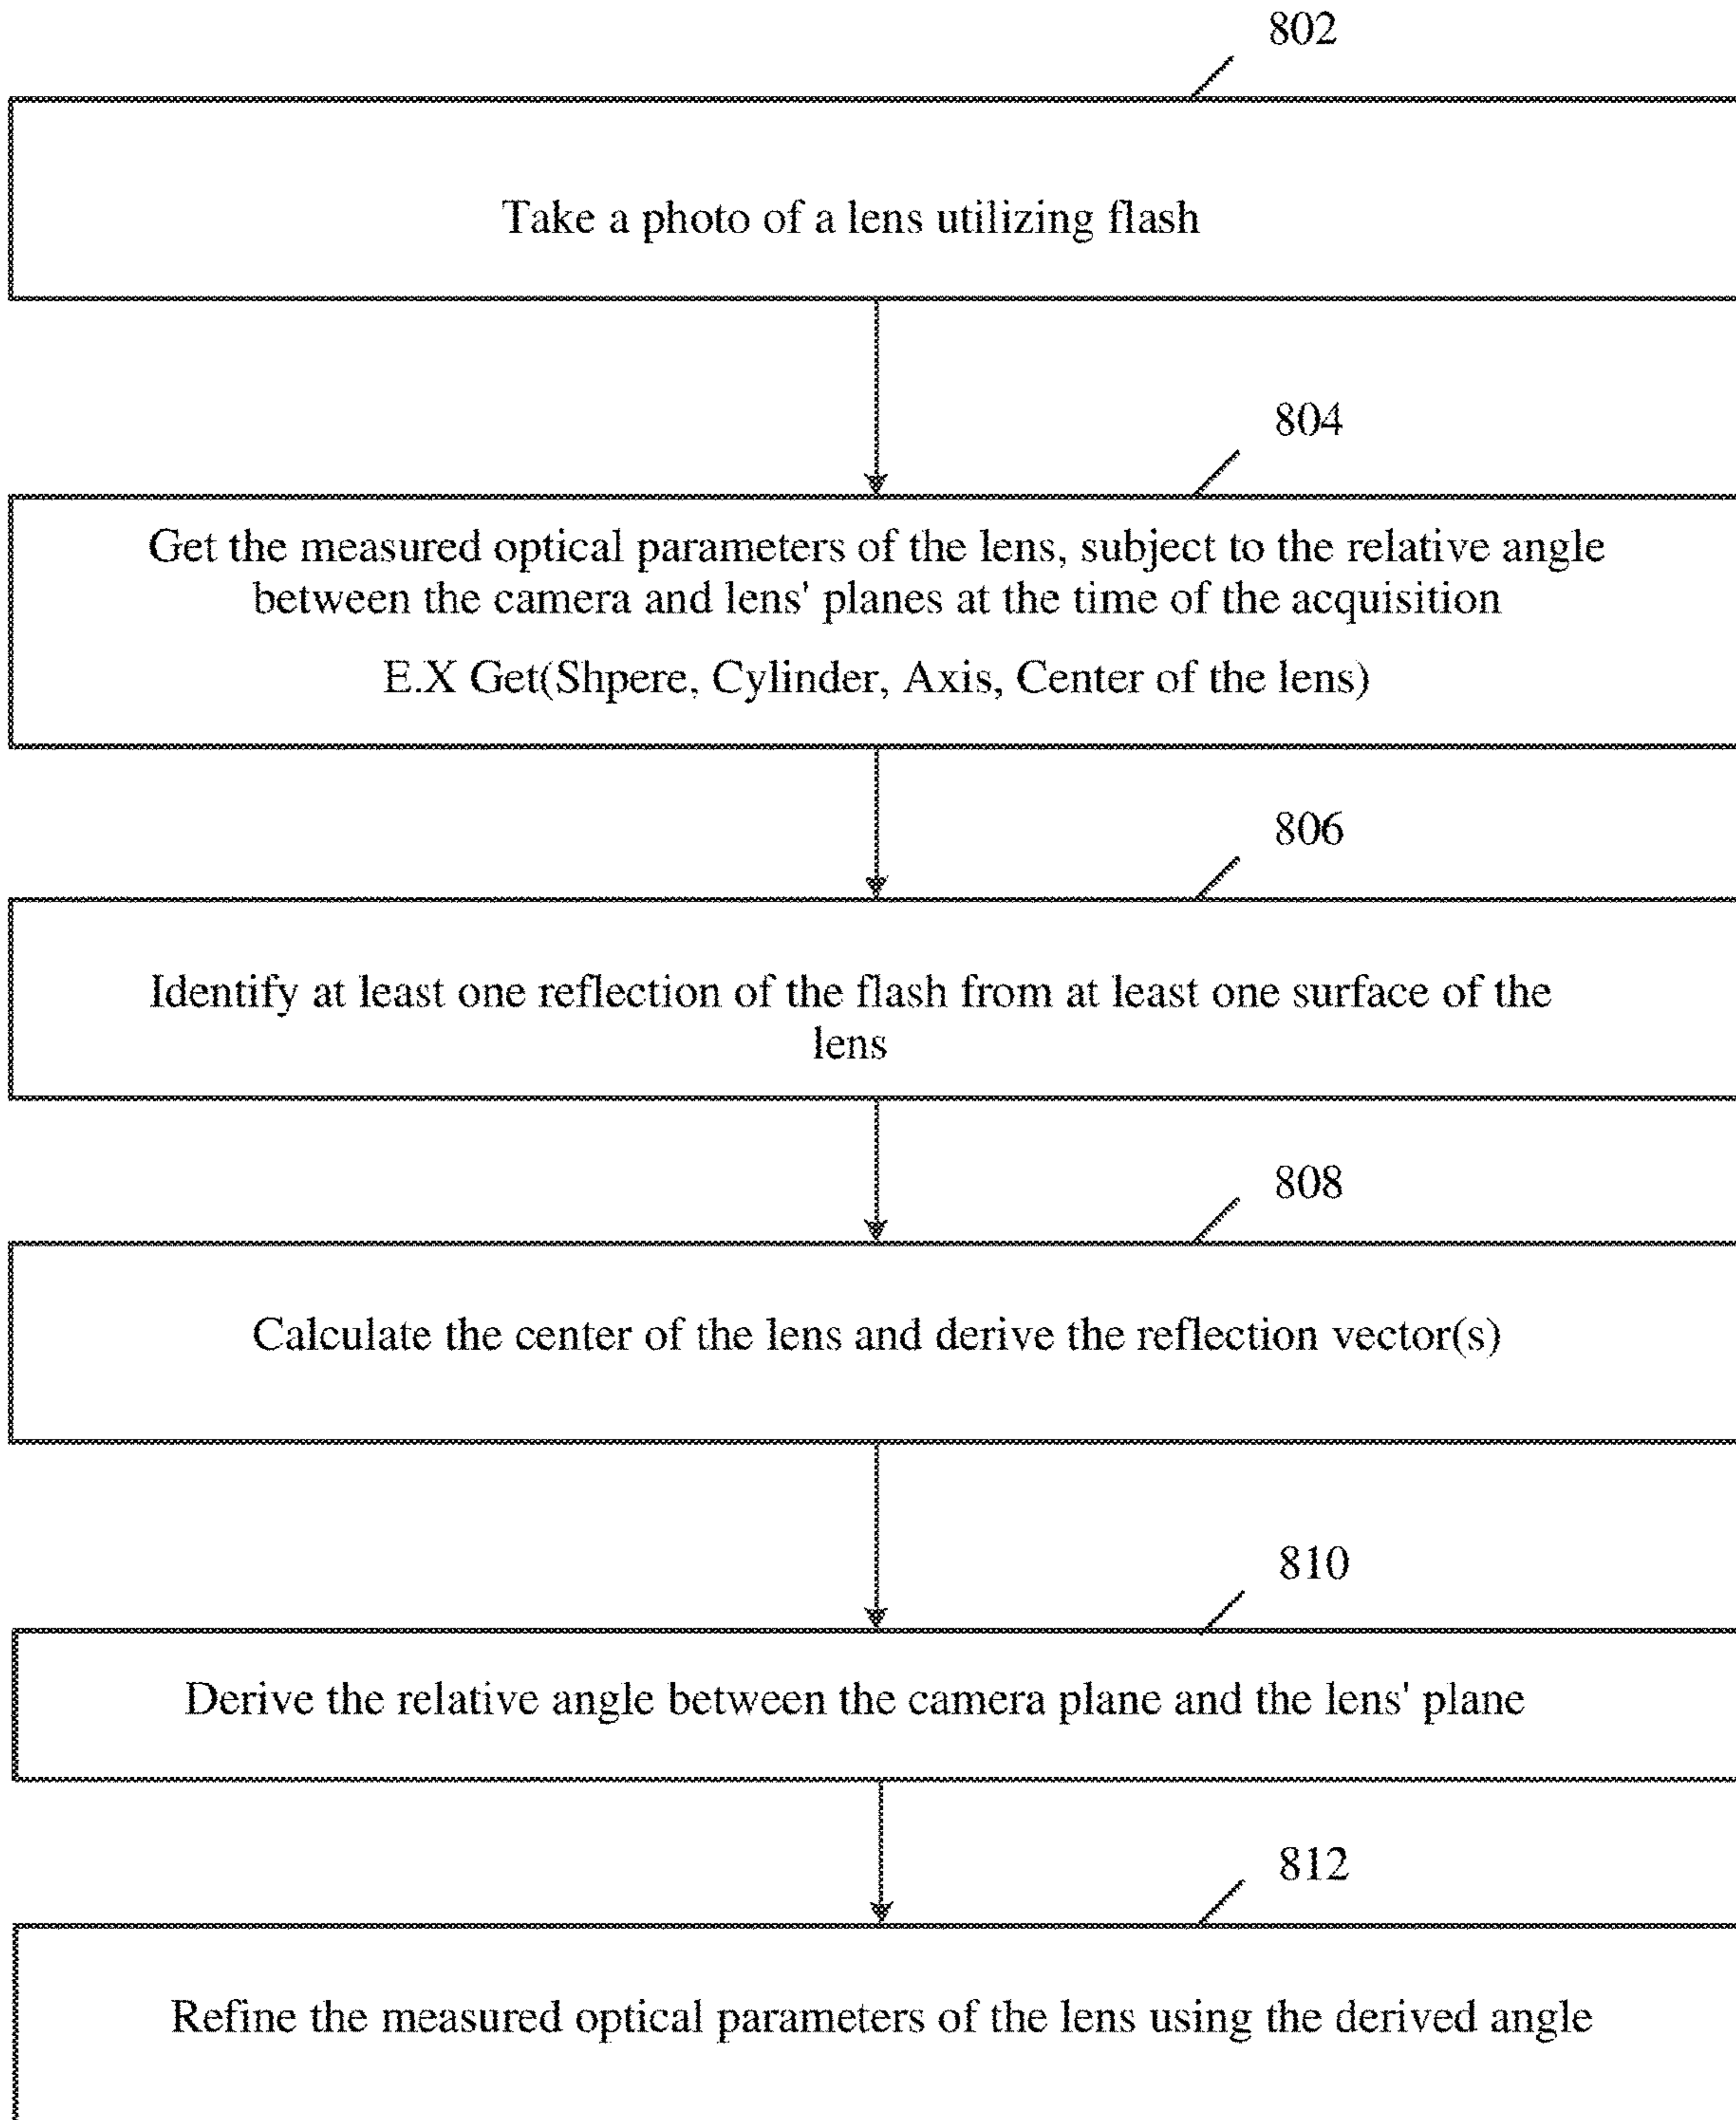 802
Take a photo of a lens utilizing flash
804
Get the measured optical parameters of the lens, subject to the relative angle
between the camera and lens' planes at the time of the acquisition
E.X Get(Shpere, Cylinder, Axis, Center of the lens)
806
Identify at least one reflection of the flash from at least one surface of the
lens
808
Calculate the center of the lens and derive the reflection vector(s)
810
Derive the relative angle between the camera plane and the lens' plane
812
Refine the measured optical parameters of the lens using the derived angle